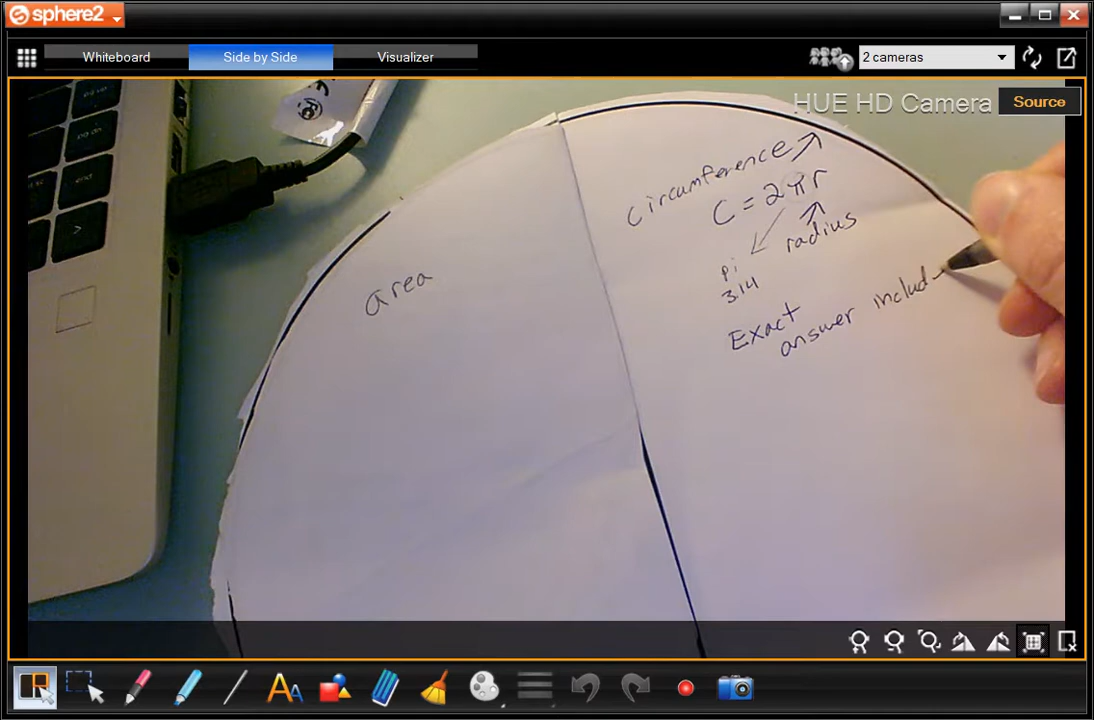 sphere2
Whiteboard
Side by Side
Visualizer
2 cameras
HUE HD Camera
Source
Circumference
C = 2πr
radius
pi
3.14
Exact
answer includ
area